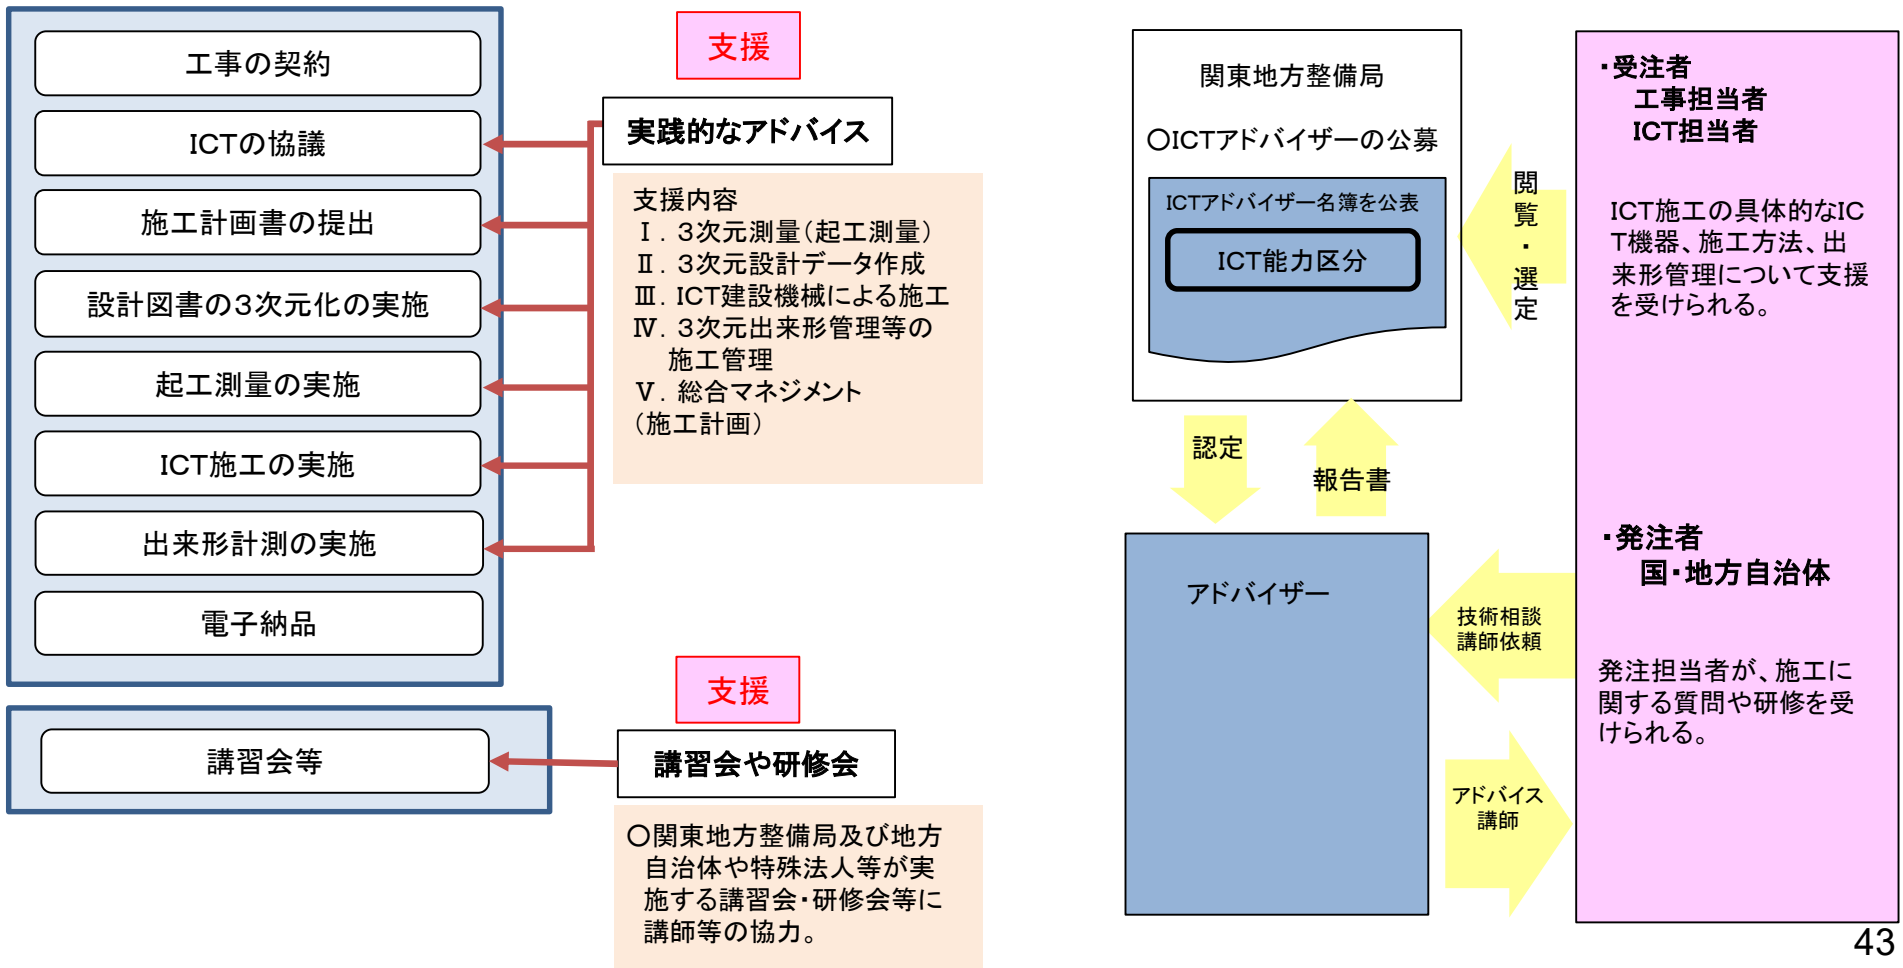 工事の契約
ICTの協議
施工計画書の提出
設計図書の3次元化の実施
起工測量の実施
ICT施工の実施
出来形計測の実施
電子納品
講習会等
支援
実践的なアドバイス
支援内容
Ⅰ．3次元測量（起工測量）
Ⅱ．3次元設計データ作成
Ⅲ．ICT建設機械による施工
Ⅳ．3次元出来形管理等の
施工管理
Ⅴ．総合マネジメント
（施工計画）
支援
講習会や研修会
○関東地方整備局及び地方
自治体や特殊法人等が実
施する講習会・研修会等に
講師等の協力。
関東地方整備局
○ICTアドバイザーの公募
ICTアドバイザー名簿を公表
ICT能力区分
閲覧・選定
認定
報告書
アドバイザー
技術相談
講師依頼
アドバイス
講師
・受注者
工事担当者
ICT担当者
ICT施工の具体的なIC
T機器、施工方法、出
来形管理について支援
を受けられる。
・発注者
国・地方自治体
発注担当者が、施工に
関する質問や研修を受
けられる。
43